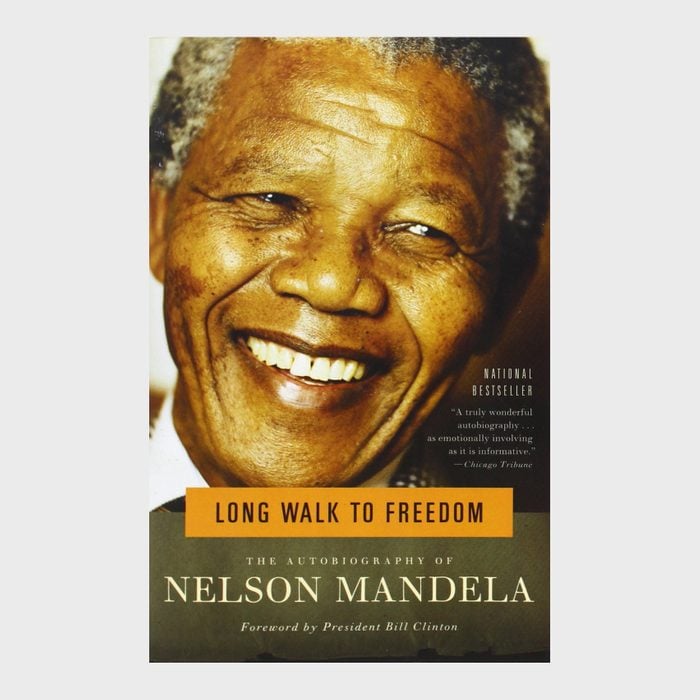 NATIONAL
BESTSELLER
“A truly wonderful
autobiography . . .
as emotionally involving
as it is informative.”
—Chicago Tribune
LONG WALK TO FREEDOM
THE AUTOBIOGRAPHY OF
NELSON MANDELA
Foreword by President Bill Clinton